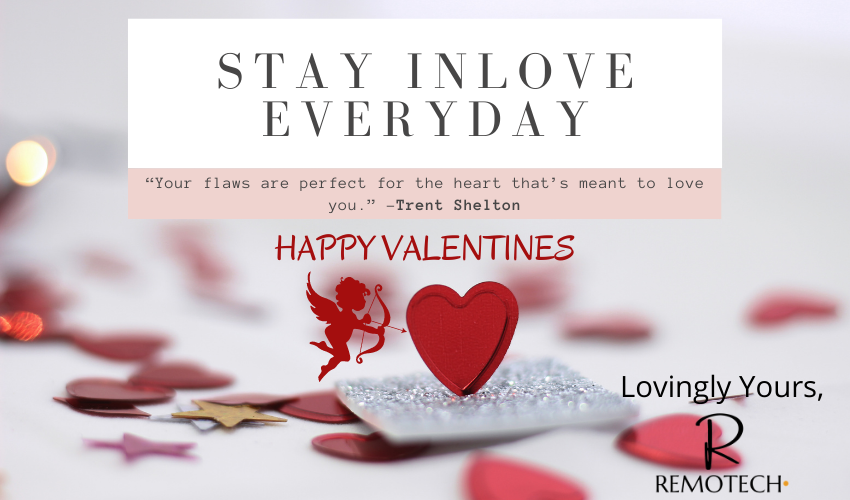 STAY INLOVE
EVERYDAY
“Your flaws are perfect for the heart that’s meant to love
you.” –Trent Shelton
HAPPY VALENTINES
Lovingly Yours,
R
REMOTECH